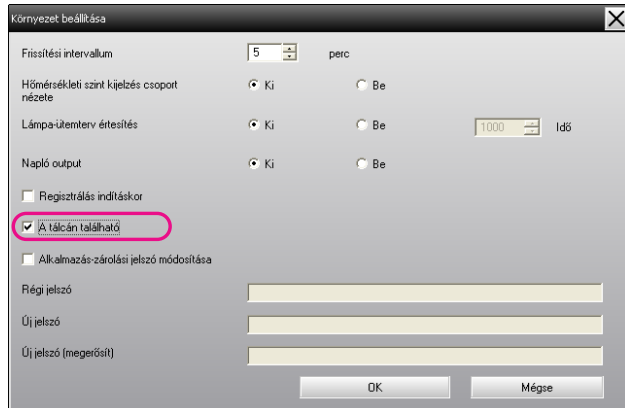 Környezet beállítása
Frissítési intervallum 5 perc
Hőmérsékleti szint kijelzés csoport nézete Ki Be
Lámpa-ütemterv értesítés Ki Be 1000 Idő
Napló output Ki Be
Regisztrálás indításkor
A tálcán található
Alkalmazás-zárolási jelszó módosítása
Régi jelszó
Új jelszó
Új jelszó (megerősít)
OK Mégse